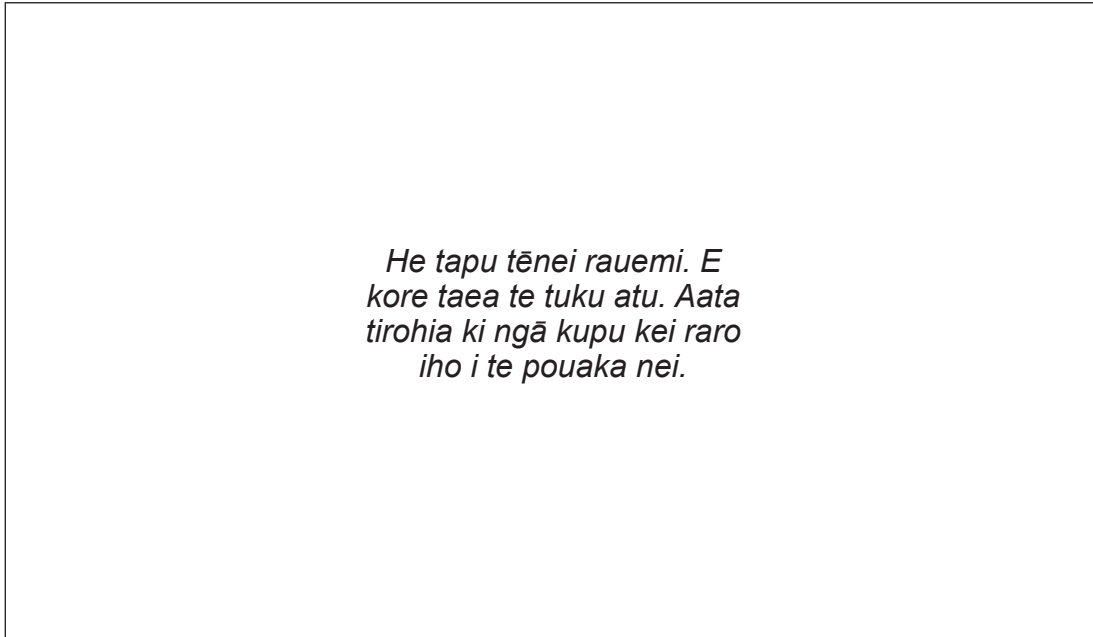 He tapu tēnei rauemi. E
kore taea te tuku atu. Aata
tirohia ki ngā kupu kei raro
iho i te pouaka nei.